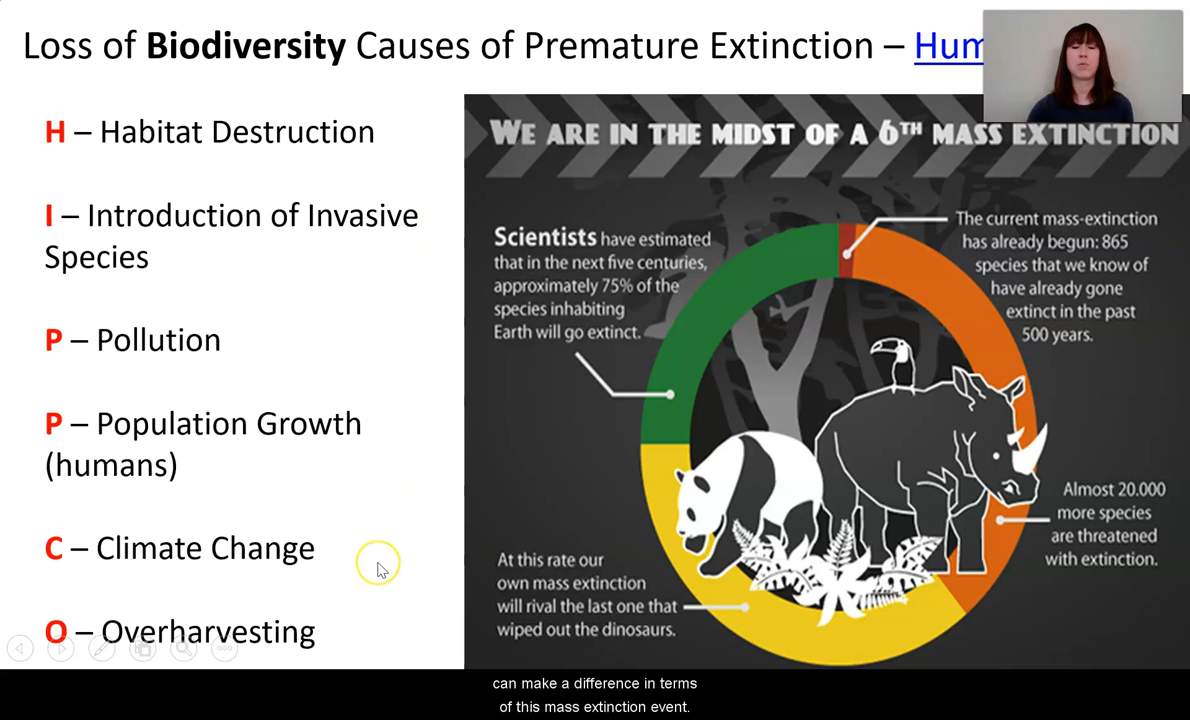 Loss of Biodiversity Causes of Premature Extinction – Hum
H – Habitat Destruction
I – Introduction of Invasive
Species
P – Pollution
P – Population Growth
(humans)
C – Climate Change
O – Overharvesting
WE ARE IN THE MIDST OF A 6TH MASS EXTINCTION
Scientists have estimated
that in the next five centuries,
approximately 75% of the
species inhabiting
Earth will go extinct.
The current mass-extinction
has already begun: 865
species that we know of
have already gone
extinct in the past
500 years.
At this rate our
own mass extinction
will rival the last one that
wiped out the dinosaurs.
Almost 20.000
more species
are threatened
with extinction.
can make a difference in terms
of this mass extinction event.